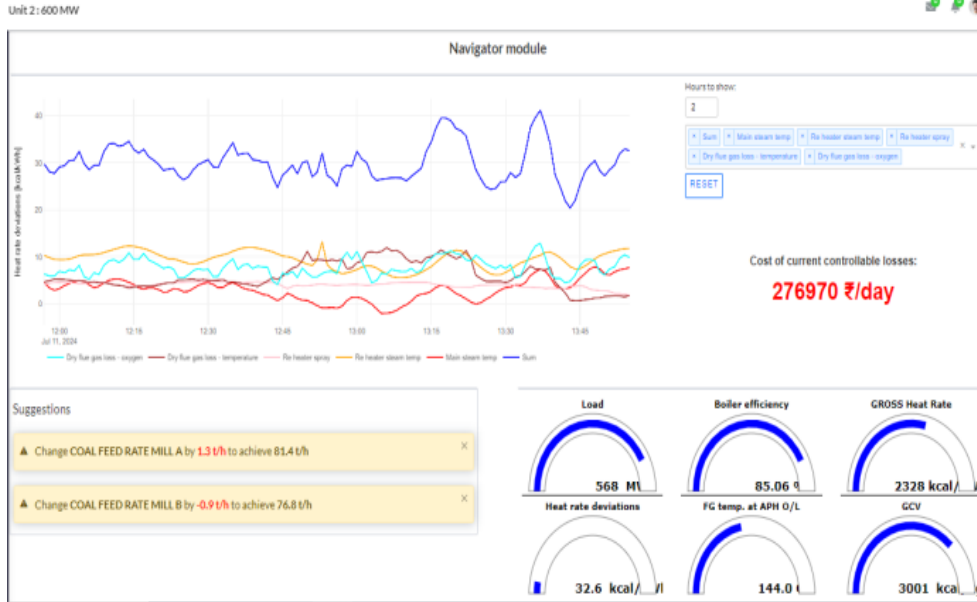 Unit 2 : 600 MW
Navigator module
Heat rate deviations [kcal/kWh]
40
30
20
10
0
12:00
12:15
12:30
12:45
13:00
13:15
13:30
13:45
Jul 11, 2024
Dry flue gas loss - oxygen
Dry flue gas loss - temperature
Re heater spray
Re heater steam temp
Main steam temp
Sum
Hours to show:
2
× Sum × Main steam temp × Re heater steam temp × Re heater spray
× Dry flue gas loss - temperature × Dry flue gas loss - oxygen
RESET
Cost of current controllable losses:
276970 ₹/day
Suggestions
Change COAL FEED RATE MILL A by 1.3 t/h to achieve 81.4 t/h
×
Change COAL FEED RATE MILL B by -0.9 t/h to achieve 76.8 t/h
×
Load
568
Boiler efficiency
85.06
GROSS Heat Rate
2328 kcal/
Heat rate deviations
32.6 kcal/
FG temp. at APH O/L
144.0
GCV
3001